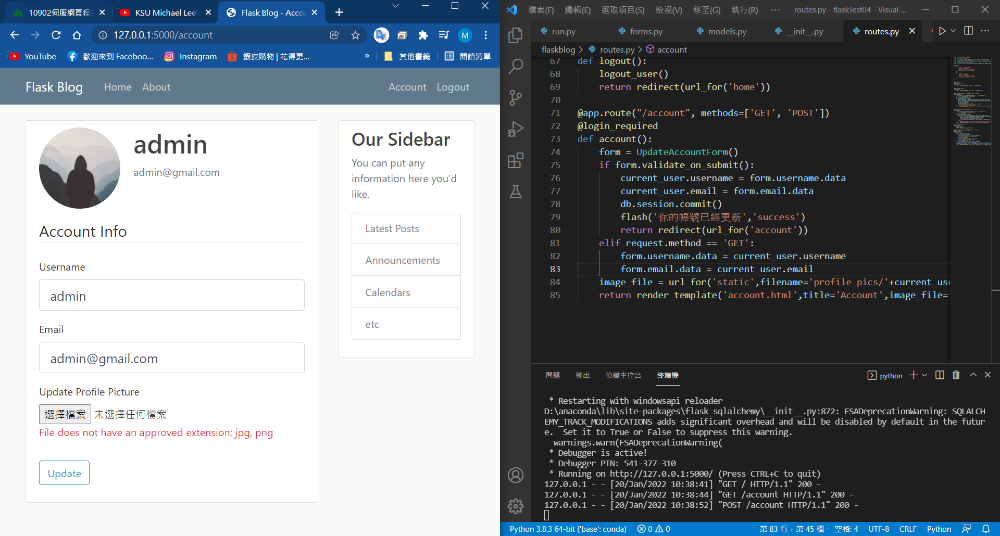 10902伺服網頁程
KSU Michael Lee's
Flask Blog - Accou
127.0.0.1:5000/account
M
YouTube
歡迎來到 Faceboo...
Instagram
蝦皮購物 | 花得更...
»
其他書籤
閱讀清單
Flask Blog
Home
About
Account
Logout
admin
admin@gmail.com
Account Info
Username
admin
Email
admin@gmail.com
Update Profile Picture
選擇檔案 未選擇任何檔案
File does not have an approved extension: jpg, png
Update
Our Sidebar
You can put any
information here you'd
like.
Latest Posts
Announcements
Calendars
etc
檔案(F) 編輯(E) 選取項目(S) 檢視(V) 移至(G) 執行(R) ··· routes.py - flaskTest04 - Visual ...
run.py
forms.py
models.py
__init__.py
routes.py
flaskblog > routes.py > account
67 def logout():
68 logout_user()
69 return redirect(url_for('home'))
70
71 @app.route("/account", methods=['GET', 'POST'])
72 @login_required
73 def account():
74 form = UpdateAccountForm()
75 if form.validate_on_submit():
76 current_user.username = form.username.data
77 current_user.email = form.email.data
78 db.session.commit()
79 flash('你的帳號已經更新','success')
80 return redirect(url_for('account'))
81 elif request.method == 'GET':
82 form.username.data = current_user.username
83 form.email.data = current_user.email
84 image_file = url_for('static',filename='profile_pics/'+current_use
85 return render_template('account.html',title='Account',image_file=i
問題 輸出 偵錯主控台 終端機
python
* Restarting with windowsapi reloader
D:\anaconda\lib\site-packages\flask_sqlalchemy\__init__.py:872: FSADeprecationWarning: SQLALCH
EMY_TRACK_MODIFICATIONS adds significant overhead and will be disabled by default in the futur
e.  Set it to True or False to suppress this warning.
warnings.warn(FSADeprecationWarning(
* Debugger is active!
* Debugger PIN: 541-377-310
* Running on http://127.0.0.1:5000/ (Press CTRL+C to quit)
127.0.0.1 - - [20/Jan/2022 10:38:41] "GET / HTTP/1.1" 200 -
127.0.0.1 - - [20/Jan/2022 10:38:44] "GET /account HTTP/1.1" 200 -
127.0.0.1 - - [20/Jan/2022 10:38:52] "POST /account HTTP/1.1" 200 -
Python 3.8.3 64-bit ('base': conda) 0 0 第 83 行，第 45 欄 空格: 4 UTF-8 CRLF Python